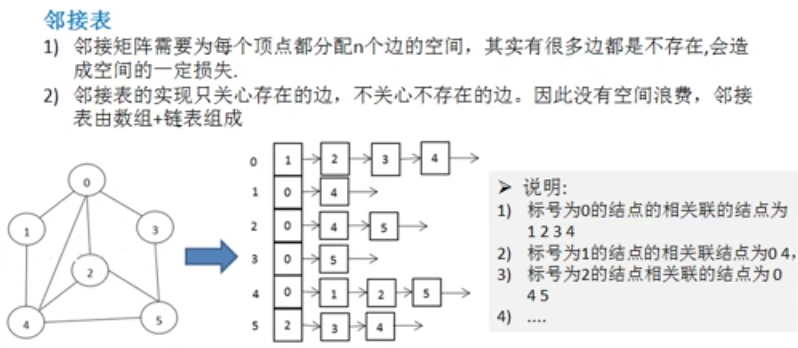 邻接表
1) 邻接矩阵需要为每个顶点都分配n个边的空间，其实有很多边都是不存在,会造
成空间的一定损失.
2) 邻接表的实现只关心存在的边，不关心不存在的边。因此没有空间浪费，邻接
表由数组+链表组成
0
1
3
2
4
5
0 1 2 3 4
1 0 4
2 0 4 5
3 0 5
4 0 1 2 5
5 2 3 4
➢ 说明:
1) 标号为0的结点的相关联的结点为
1 2 3 4
2) 标号为1的结点的相关联结点为0 4，
3) 标号为2的结点相关联的结点为 0
4 5
4) ....